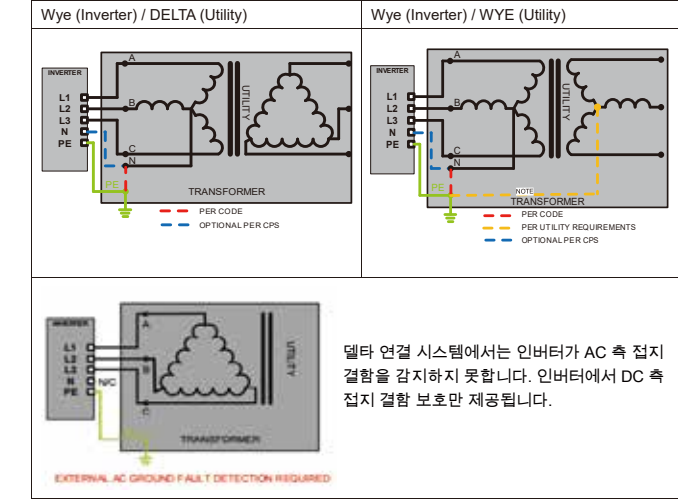 Wye (Inverter) / DELTA (Utility)
Wye (Inverter) / WYE (Utility)
INVERTER
L1
L2
L3
N
PE
A
B
C
N
PE
UTILITY
TRANSFORMER
PER CODE
OPTIONAL PER CPS
INVERTER
L1
L2
L3
N
PE
A
B
C
N
PE
UTILITY
NOTE
TRANSFORMER
PER CODE
PER UTILITY REQUIREMENTS
OPTIONAL PER CPS
INVERTER
L1
L2
L3
N
PE
N/C
A
B
C
UTILITY
TRANSFORMER
EXTERNAL AC GROUND FAULT DETECTION REQUIRED
델타 연결 시스템에서는 인버터가 AC 측 접지
결함을 감지하지 못합니다. 인버터에서 DC 측
접지 결함 보호만 제공됩니다.